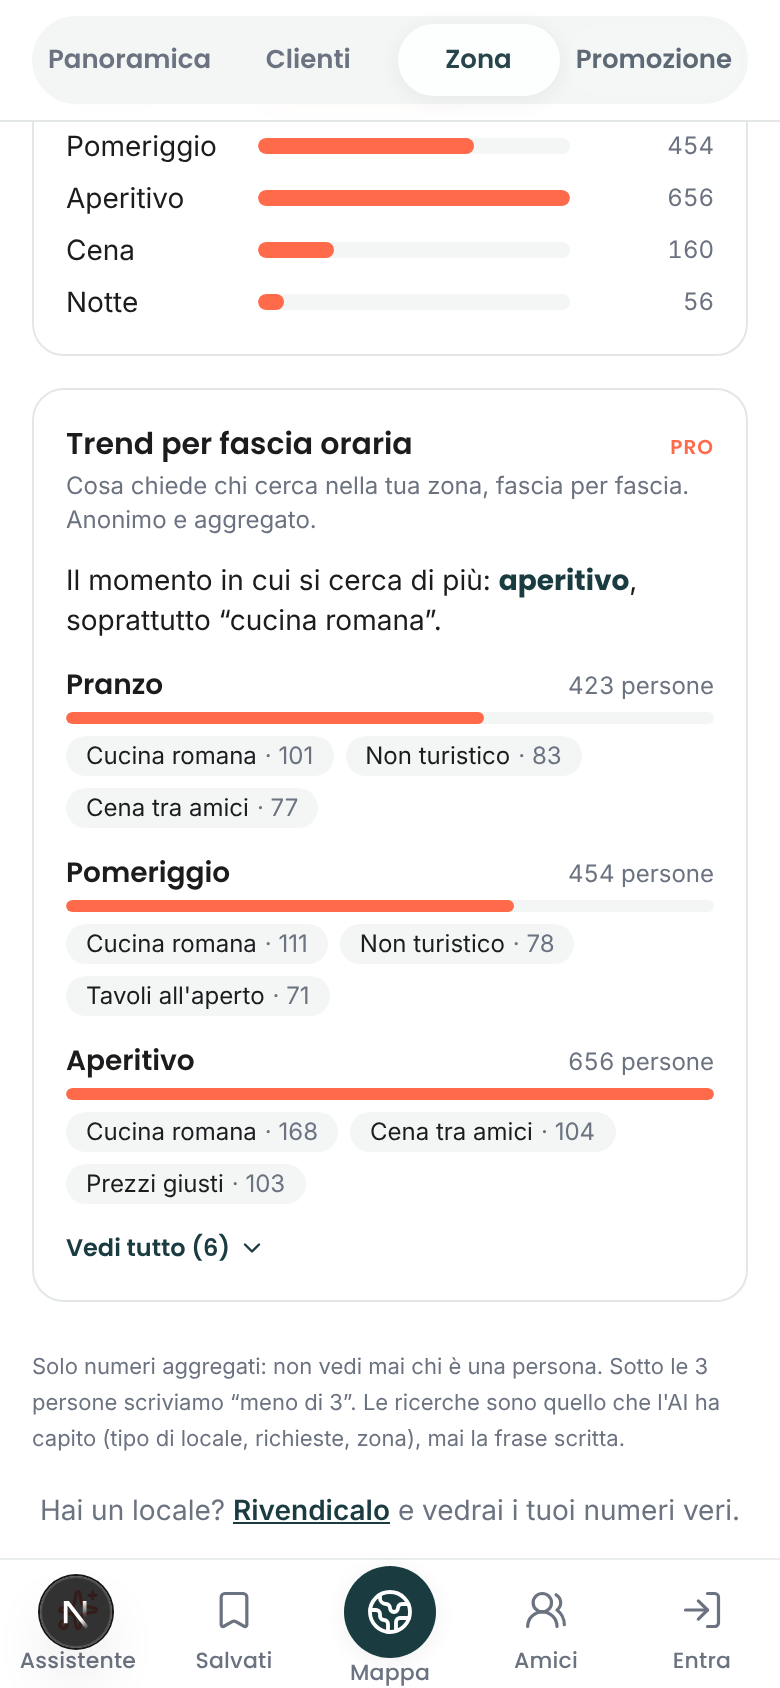 Panoramica Clienti Zona Promozione
Pomeriggio 454
Aperitivo 656
Cena 160
Notte 56
Trend per fascia oraria PRO
Cosa chiede chi cerca nella tua zona, fascia per fascia.
Anonimo e aggregato.
Il momento in cui si cerca di più: aperitivo,
soprattutto “cucina romana”.
Pranzo 423 persone
Cucina romana · 101 Non turistico · 83
Cena tra amici · 77
Pomeriggio 454 persone
Cucina romana · 111 Non turistico · 78
Tavoli all'aperto · 71
Aperitivo 656 persone
Cucina romana · 168 Cena tra amici · 104
Prezzi giusti · 103
Vedi tutto (6)
Solo numeri aggregati: non vedi mai chi è una persona. Sotto le 3
persone scriviamo “meno di 3”. Le ricerche sono quello che l'AI ha
capito (tipo di locale, richieste, zona), mai la frase scritta.
Hai un locale? Rivendicalo e vedrai i tuoi numeri veri.
N
Assistente Salvati Mappa Amici Entra